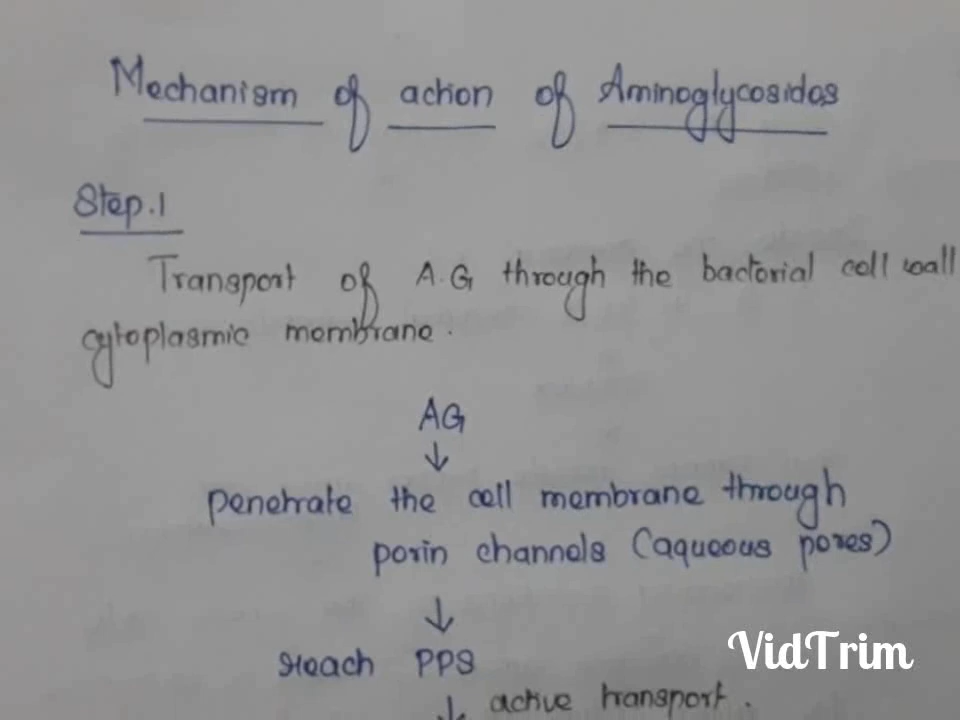 Mechanism of action of Aminoglycosides
Step.1
Transport of A.G through the bacterial cell wall
cytoplasmic membrane.
AG
↓
Penetrate the cell membrane through
porin channels (aqueous pores)
↓
Reach PPS
↓ active transport.
VidTrim